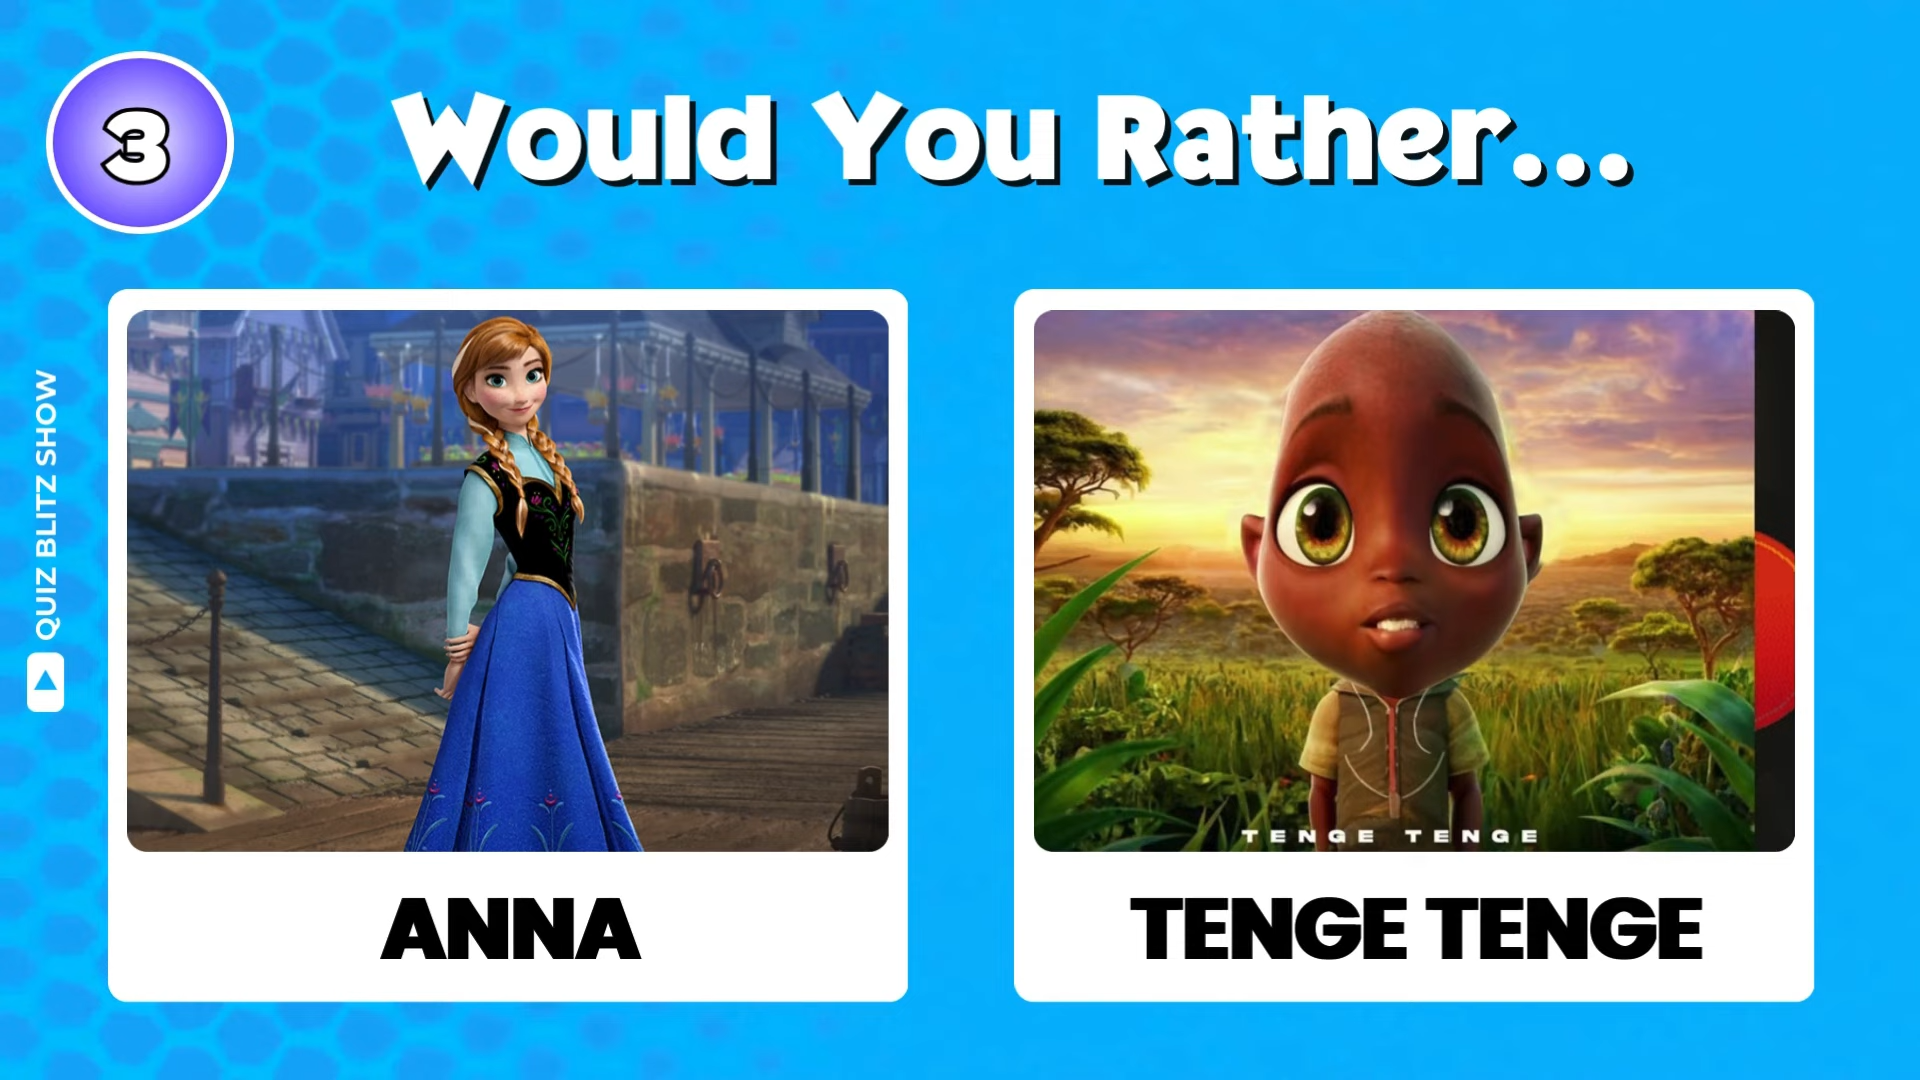 3
Would You Rather...
QUIZ BLITZ SHOW
TENGE TENGE
ANNA
TENGE TENGE